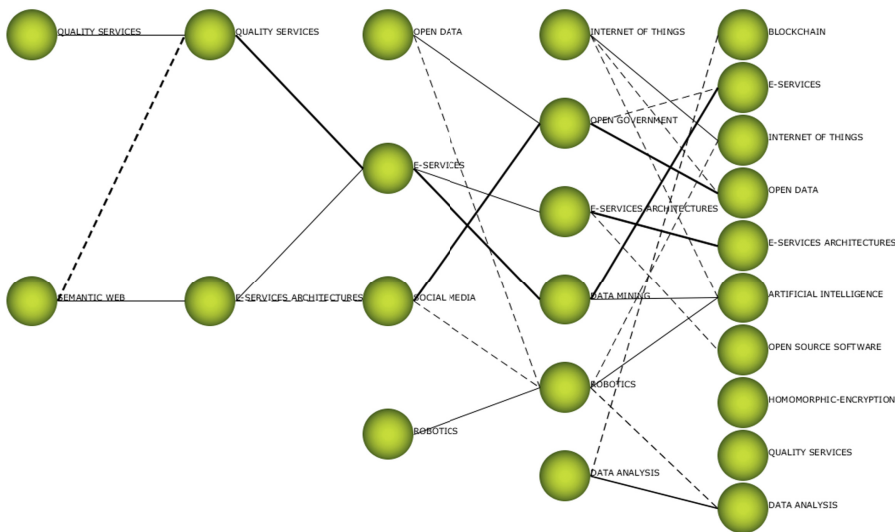 QUALITY SERVICES
SEMANTIC WEB
QUALITY SERVICES
E-SERVICES ARCHITECTURES
OPEN DATA
E-SERVICES
SOCIAL MEDIA
ROBOTICS
INTERNET OF THINGS
OPEN GOVERNMENT
E-SERVICES ARCHITECTURES
DATA MINING
ROBOTICS
DATA ANALYSIS
BLOCKCHAIN
E-SERVICES
INTERNET OF THINGS
OPEN DATA
E-SERVICES ARCHITECTURES
ARTIFICIAL INTELLIGENCE
OPEN SOURCE SOFTWARE
HOMOMORPHIC-ENCRYPTION
QUALITY SERVICES
DATA ANALYSIS